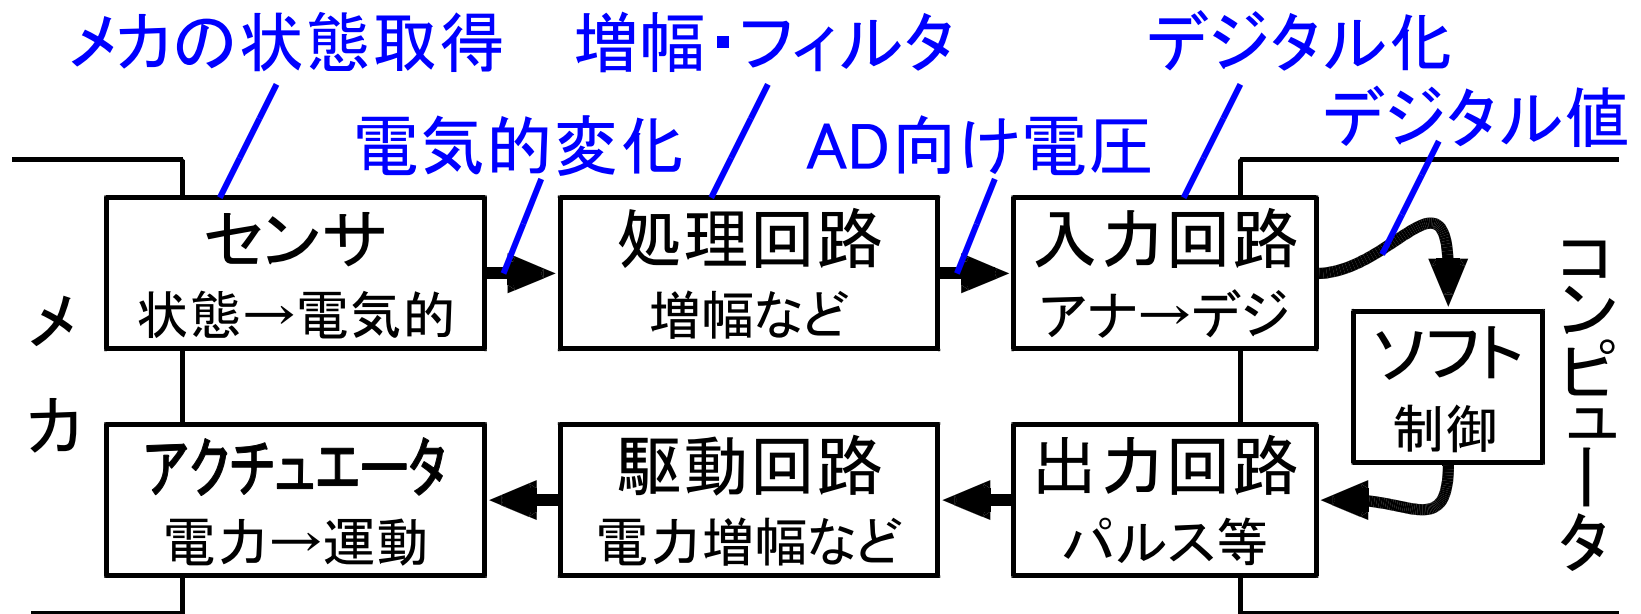 メカの状態取得
増幅・フィルタ
デジタル化
電気的変化
AD向け電圧
デジタル値
センサ
状態→電気的
処理回路
増幅など
入力回路
アナ→デジ
メカ
ソフト
制御
コンピュータ
アクチュエータ
電力→運動
駆動回路
電力増幅など
出力回路
パルス等